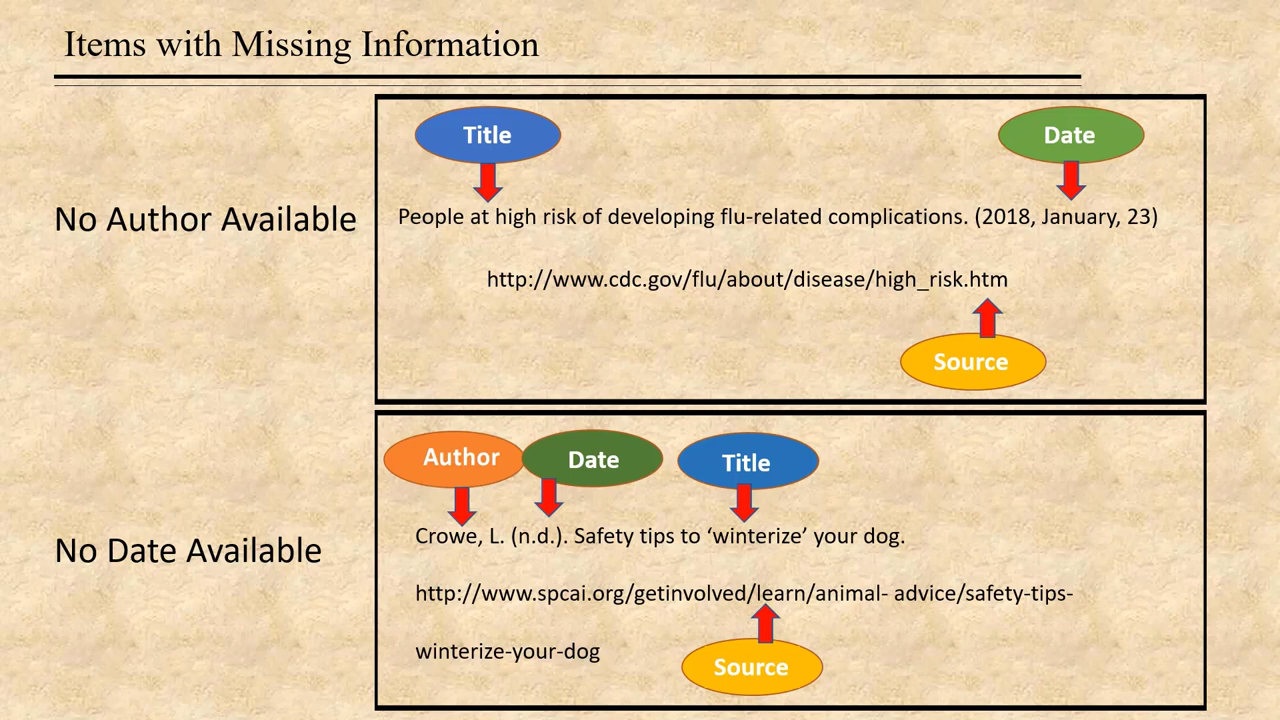 Items with Missing Information
Title
Date
No Author Available
People at high risk of developing flu-related complications. (2018, January, 23)
http://www.cdc.gov/flu/about/disease/high_risk.htm
Source
Author
Date
Title
No Date Available
Crowe, L. (n.d.). Safety tips to ‘winterize’ your dog.
http://www.spcai.org/getinvolved/learn/animal- advice/safety-tips-
winterize-your-dog
Source